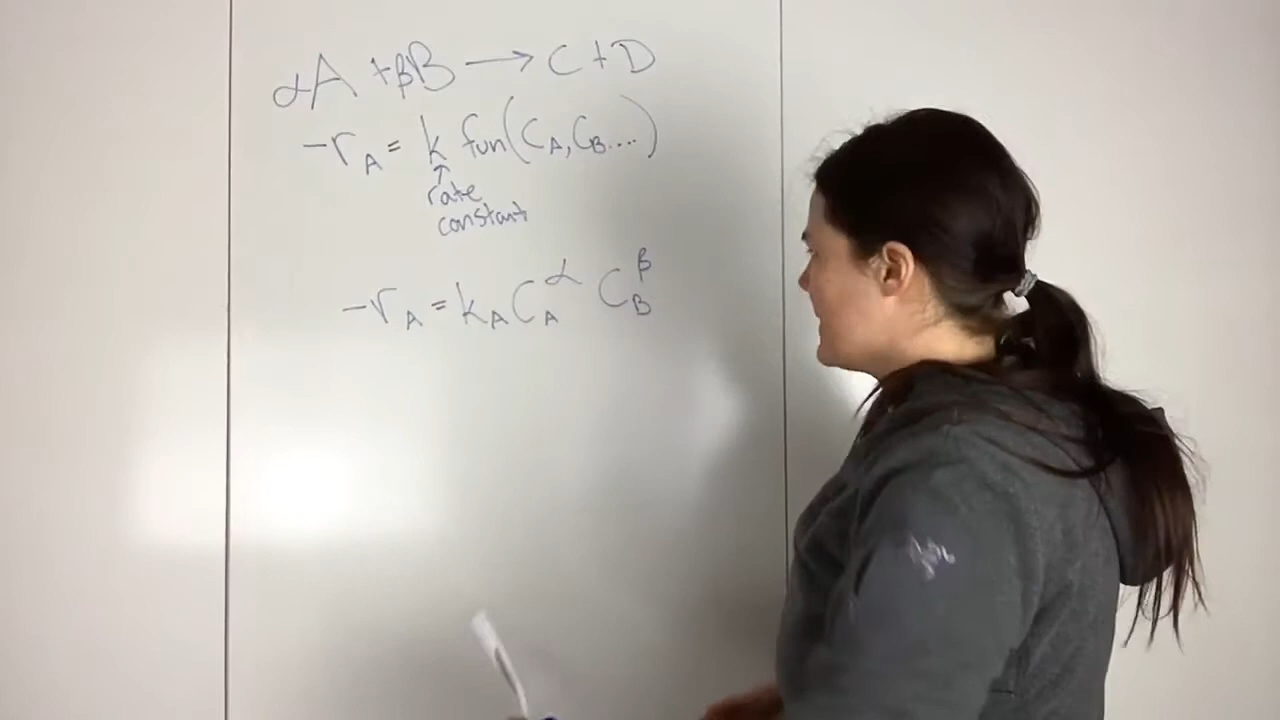 αA + βB → C + D
-r_A = k fun(C_A, C_B....)
↑
rate
constant
-r_A = k_A C_A^α C_B^β